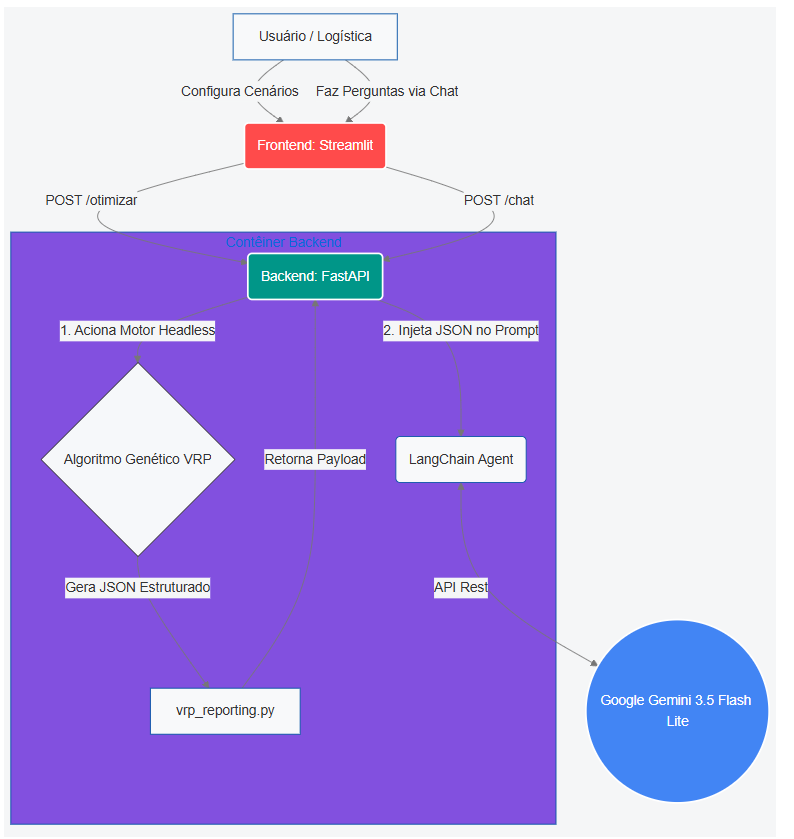 Usuário / Logística
Configura Cenários
Faz Perguntas via Chat
Frontend: Streamlit
POST /otimizar
POST /chat
Contêiner Backend
Backend: FastAPI
1. Aciona Motor Headless
2. Injeta JSON no Prompt
Algoritmo Genético VRP
Retorna Payload
LangChain Agent
Gera JSON Estruturado
API Rest
vrp_reporting.py
Google Gemini 3.5 Flash
Lite